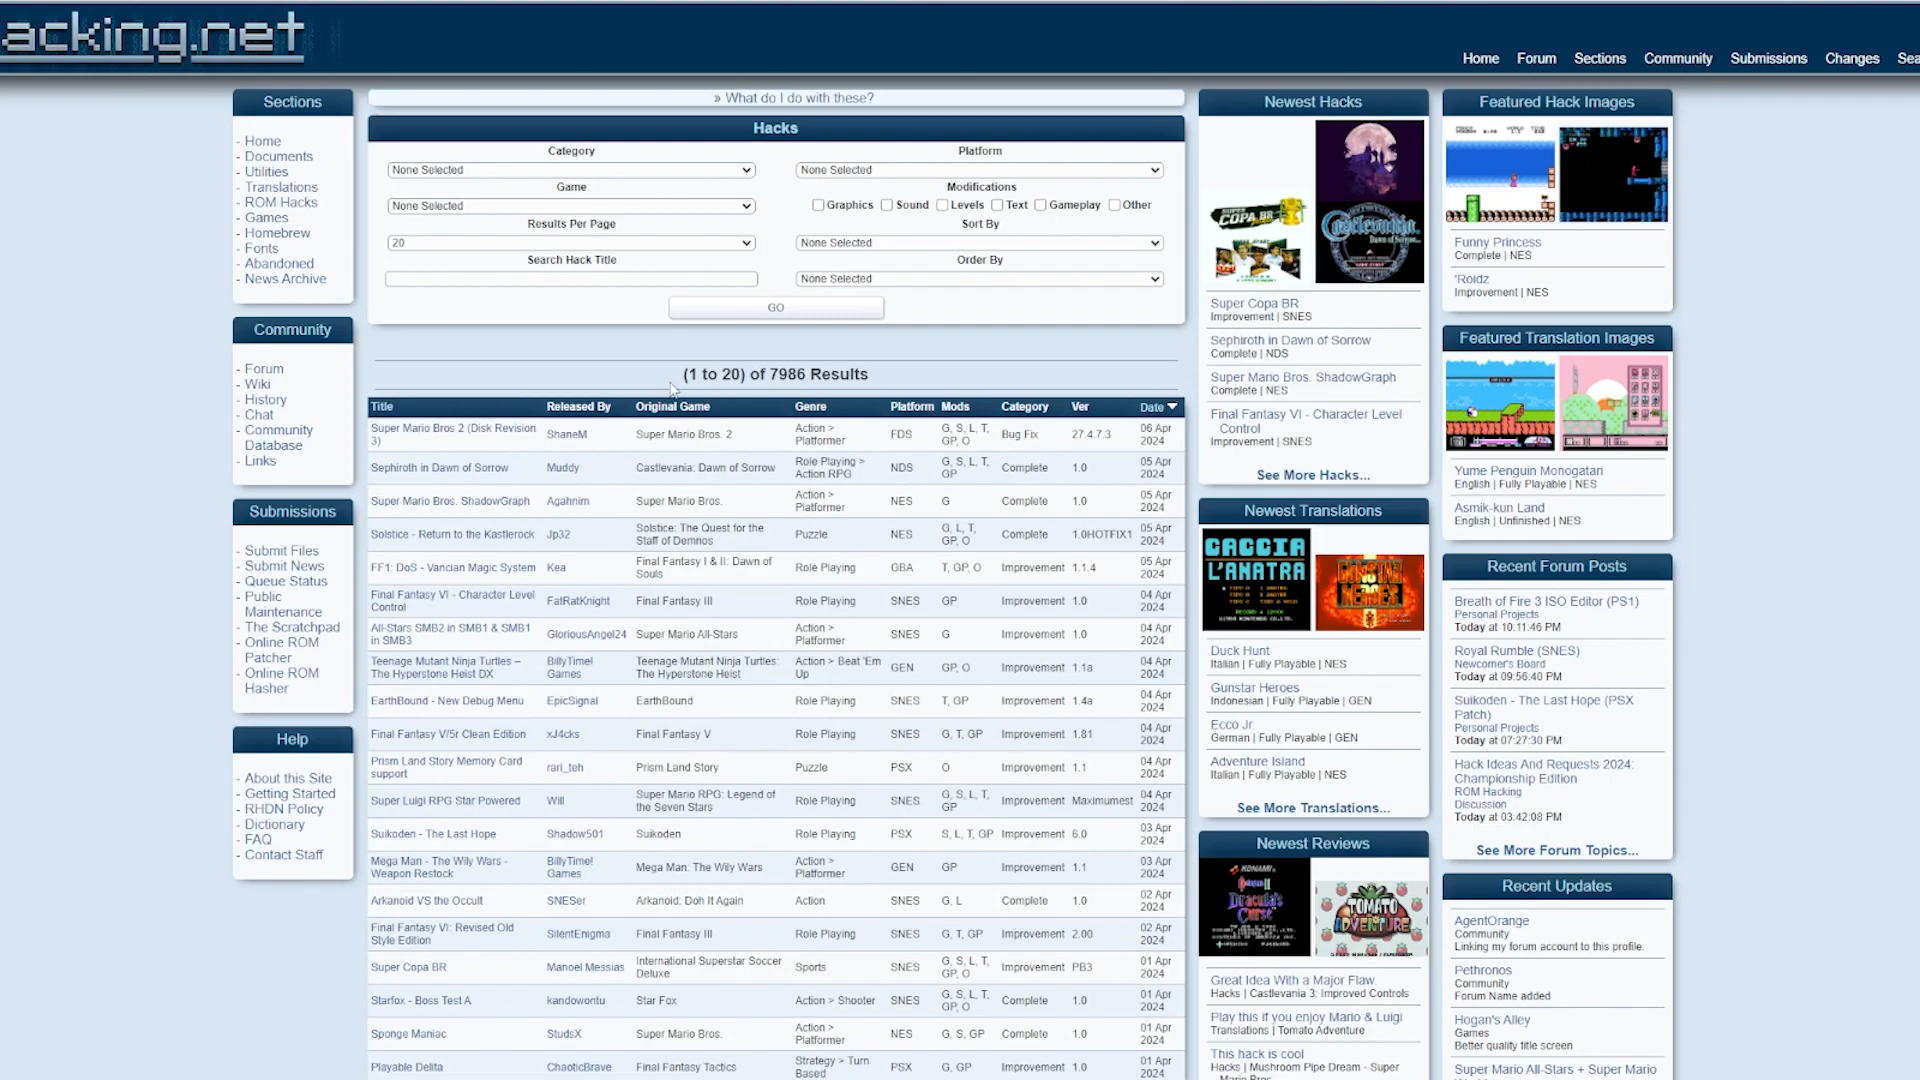 acking.net
Home Forum Sections Community Submissions Changes Sea
Sections
- Home
- Documents
- Utilities
- Translations
- ROM Hacks
- Games
- Homebrew
- Fonts
- Abandoned
- News Archive
Community
- Forum
- Wiki
- History
- Chat
- Community
Database
- Links
Submissions
- Submit Files
- Submit News
- Queue Status
- Public
Maintenance
- The Scratchpad
- Online ROM
Patcher
- Online ROM
Hasher
Help
- About this Site
- Getting Started
- RHDN Policy
- Dictionary
- FAQ
- Contact Staff
» What do I do with these?
Hacks
Category Platform
None Selected None Selected
Game Modifications
None Selected Graphics Sound Levels Text Gameplay Other
Results Per Page Sort By
20 None Selected
Search Hack Title Order By
None Selected
GO
(1 to 20) of 7986 Results
Title Released By Original Game Genre Platform Mods Category Ver Date
Super Mario Bros 2 (Disk Revision 3) ShaneM Super Mario Bros. 2 Action > Platformer FDS G, S, L, T, GP, O Bug Fix 27.4.7.3 06 Apr 2024
Sephiroth in Dawn of Sorrow Muddy Castlevania: Dawn of Sorrow Role Playing > Action RPG NDS G, S, L, T, GP Complete 1.0 05 Apr 2024
Super Mario Bros. ShadowGraph Agahnim Super Mario Bros. Action > Platformer NES G Complete 1.0 05 Apr 2024
Solstice - Return to the Kastlerock Jp32 Solstice: The Quest for the Staff of Demnos Puzzle NES G, L, T, GP, O Complete 1.0HOTFIX1 05 Apr 2024
FF1: DoS - Vancian Magic System Kea Final Fantasy I & II: Dawn of Souls Role Playing GBA T, GP, O Improvement 1.1.4 05 Apr 2024
Final Fantasy VI - Character Level Control FatRatKnight Final Fantasy III Role Playing SNES GP Improvement 1.0 04 Apr 2024
All-Stars SMB2 in SMB1 & SMB1 in SMB3 GloriousAngel24 Super Mario All-Stars Action > Platformer SNES G Improvement 1.0 04 Apr 2024
Teenage Mutant Ninja Turtles – The Hyperstone Heist DX BillyTime! Games Teenage Mutant Ninja Turtles: The Hyperstone Heist Action > Beat 'Em Up GEN GP, O Improvement 1.1a 04 Apr 2024
EarthBound - New Debug Menu EpicSignal EarthBound Role Playing SNES T, GP Improvement 1.4a 04 Apr 2024
Final Fantasy V/5r Clean Edition xJ4cks Final Fantasy V Role Playing SNES G, T, GP Improvement 1.81 04 Apr 2024
Prism Land Story Memory Card support rari_teh Prism Land Story Puzzle PSX O Improvement 1.1 04 Apr 2024
Super Luigi RPG Star Powered Will Super Mario RPG: Legend of the Seven Stars Role Playing SNES G, S, L, T, GP Improvement Maximumest 04 Apr 2024
Suikoden - The Last Hope Shadow501 Suikoden Role Playing PSX S, L, T, GP Improvement 6.0 03 Apr 2024
Mega Man - The Wily Wars - Weapon Restock BillyTime! Games Mega Man: The Wily Wars Action > Platformer GEN GP Improvement 1.1 03 Apr 2024
Arkanoid VS the Occult SNESer Arkanoid: Doh It Again Action SNES G, L Complete 1.0 02 Apr 2024
Final Fantasy VI: Revised Old Style Edition SilentEnigma Final Fantasy III Role Playing SNES G, T, GP Improvement 2.00 02 Apr 2024
Super Copa BR Manoel Messias International Superstar Soccer Deluxe Sports SNES G, S, L, T, GP, O Improvement PB3 01 Apr 2024
Starfox - Boss Test A kandowontu Star Fox Action > Shooter SNES G, S, L, T, GP, O Complete 1.0 01 Apr 2024
Sponge Maniac StudsX Super Mario Bros. Action > Platformer NES G, S, GP Complete 1.0 01 Apr 2024
Playable Delita ChaoticBrave Final Fantasy Tactics Strategy > Turn Based PSX G, GP Improvement 1.0 01 Apr 2024
Newest Hacks
SUPER
COPA BR
Castlevania
Dawn of Sorrow
Super Copa BR
Improvement | SNES
Sephiroth in Dawn of Sorrow
Complete | NDS
Super Mario Bros. ShadowGraph
Complete | NES
Final Fantasy VI - Character Level
Control
Improvement | SNES
See More Hacks...
Newest Translations
CACCIA
L'ANATRA
GUNSTAR
HEROES
Duck Hunt
Italian | Fully Playable | NES
Gunstar Heroes
Indonesian | Fully Playable | GEN
Ecco Jr.
German | Fully Playable | GEN
Adventure Island
Italian | Fully Playable | NES
See More Translations...
Newest Reviews
KONAMI
Dracula's
Curse
TOMATO
ADVENTURE
Great Idea With a Major Flaw.
Hacks | Castlevania 3: Improved Controls
Play this if you enjoy Mario & Luigi
Translations | Tomato Adventure
This hack is cool
Hacks | Mushroom Pipe Dream - Super
Mario Bros.
Featured Hack Images
Funny Princess
Complete | NES
'Roidz
Improvement | NES
Featured Translation Images
Yume Penguin Monogatari
English | Fully Playable | NES
Asmik-kun Land
English | Unfinished | NES
Recent Forum Posts
Breath of Fire 3 ISO Editor (PS1)
Personal Projects
Today at 10:11:46 PM
Royal Rumble (SNES)
Newcomer's Board
Today at 09:56:40 PM
Suikoden - The Last Hope (PSX
Patch)
Personal Projects
Today at 07:27:30 PM
Hack Ideas And Requests 2024:
Championship Edition
ROM Hacking
Discussion
Today at 03:42:08 PM
See More Forum Topics...
Recent Updates
AgentOrange
Community
Linking my forum account to this profile.
Pethronos
Community
Forum Name added
Hogan's Alley
Games
Better quality title screen
Super Mario All-Stars + Super Mario